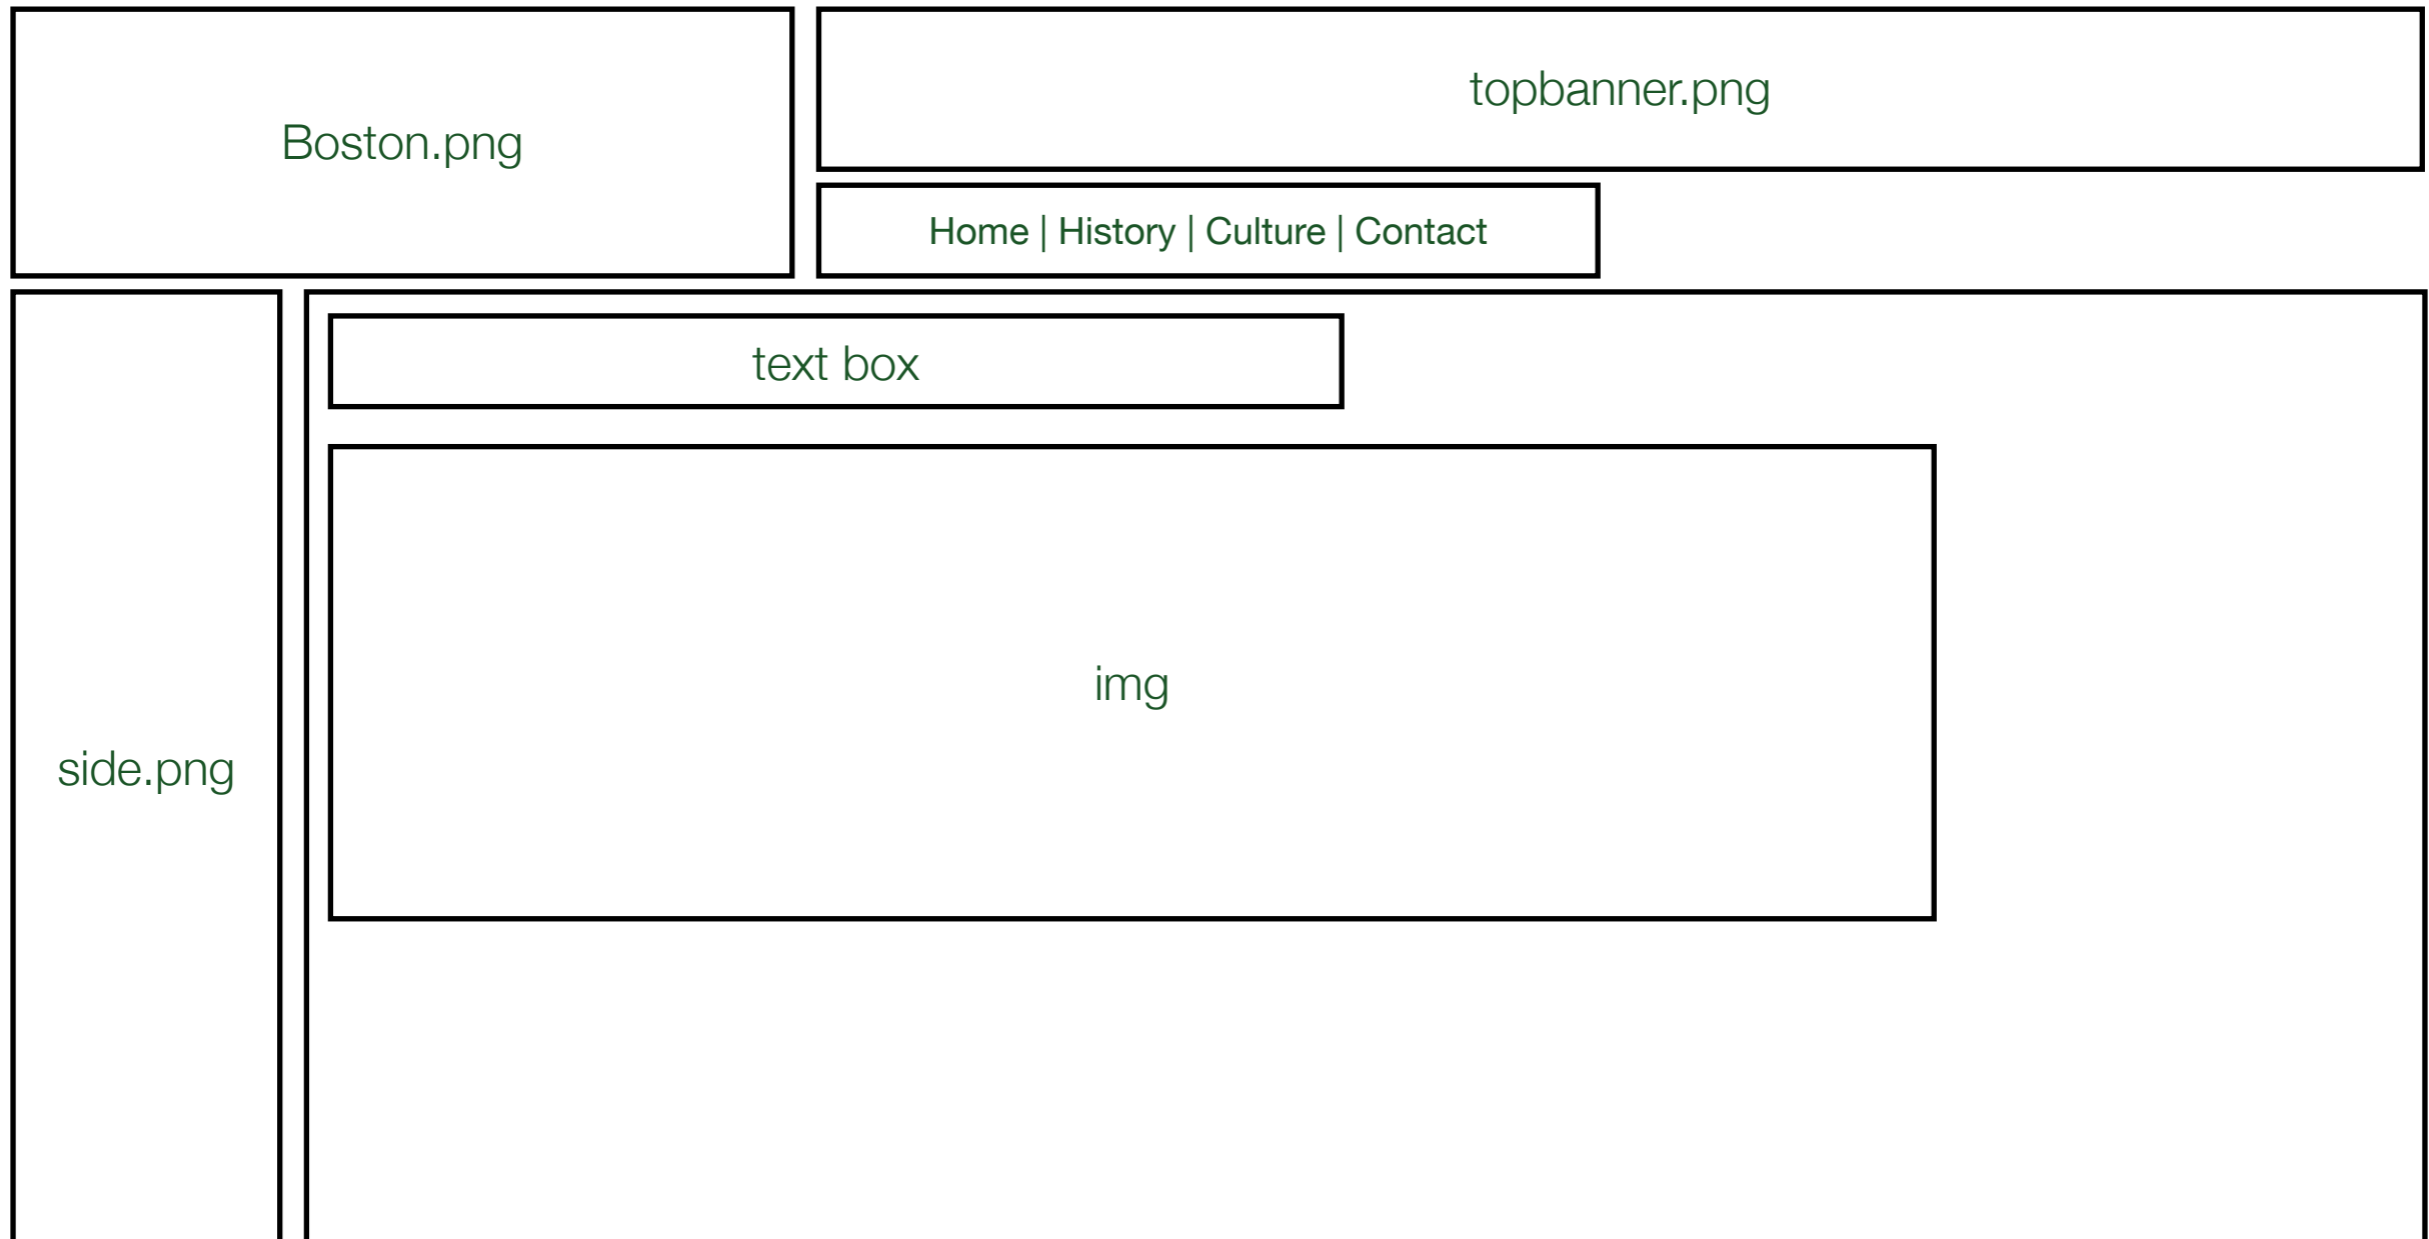 Boston.png
topbanner.png
Home | History | Culture | Contact
text box
img
side.png